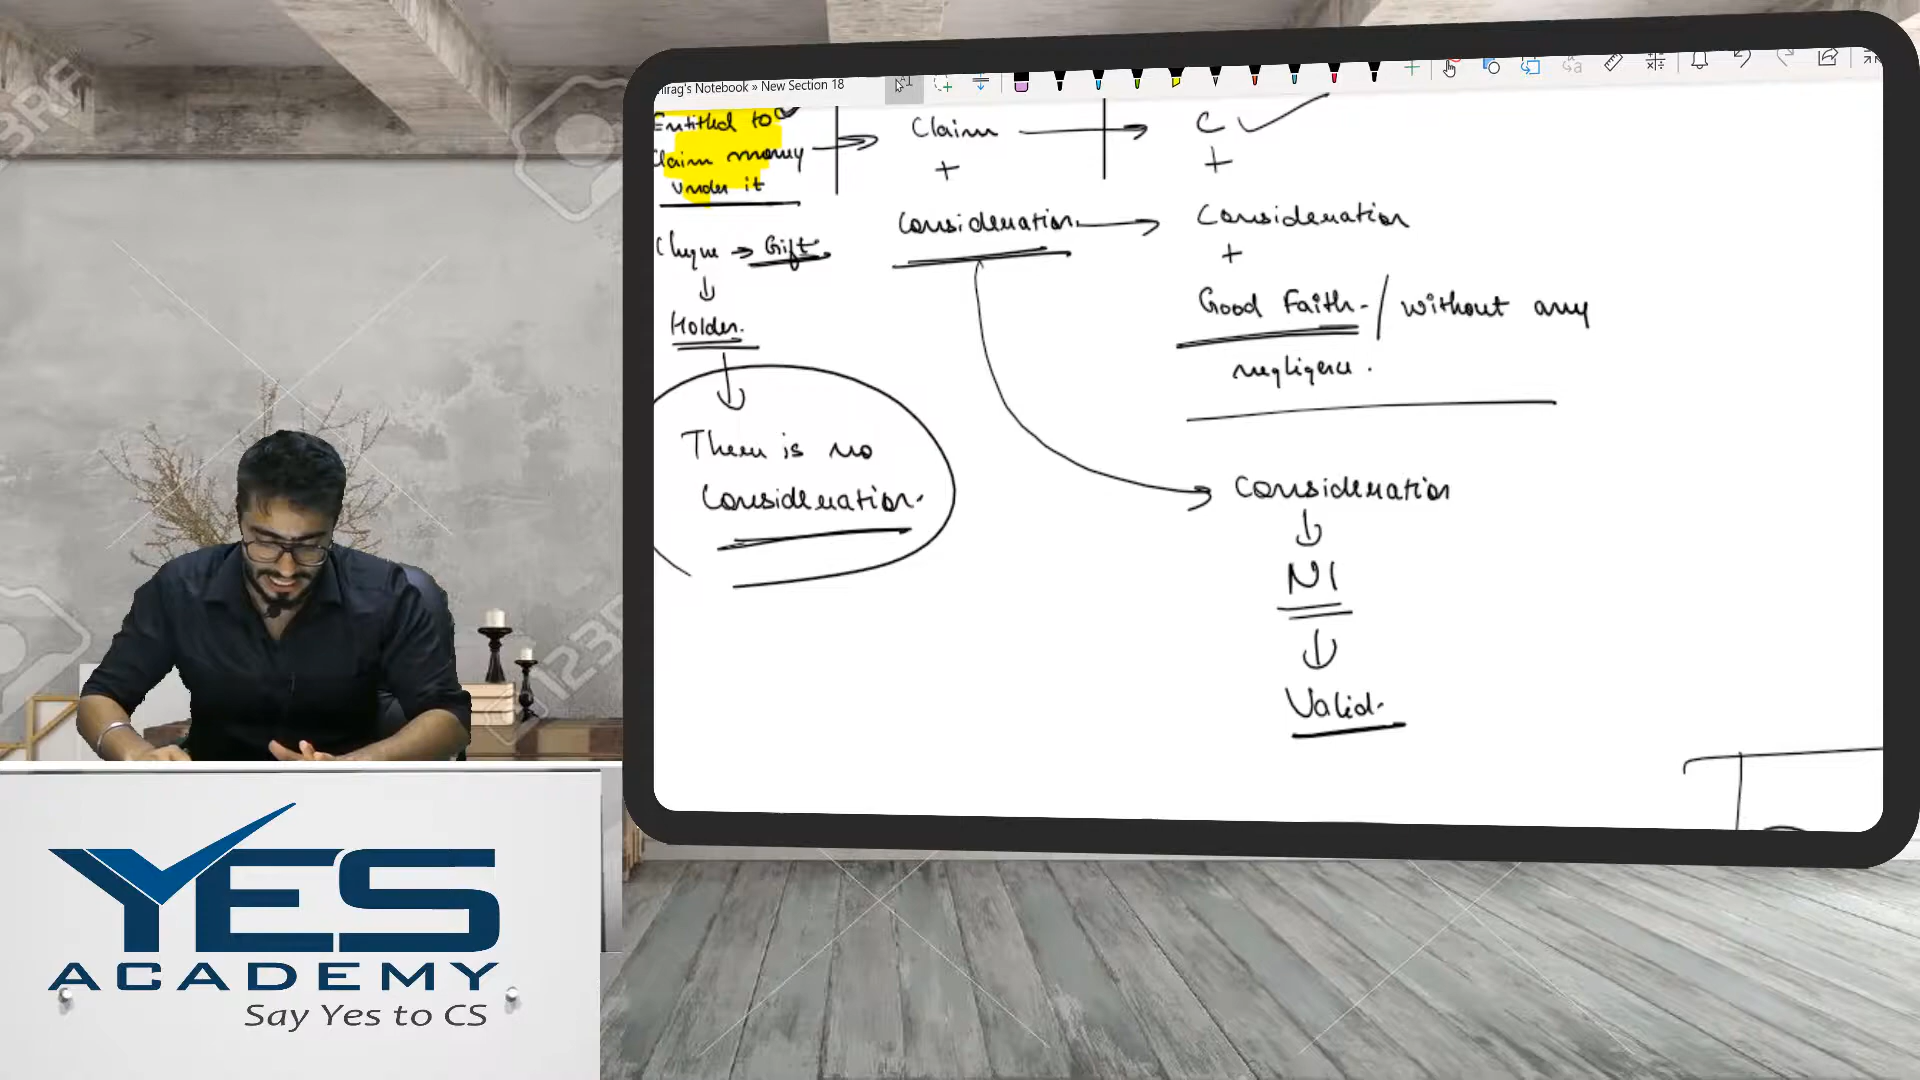 irag's Notebook » New Section 18
Entitled to
Claim money
under it
Claim
+
Consideration
C
+
Consideration
+
Good Faith / without any
negligence.
Cheque → Gift
Holder.
There is no
Consideration.
Consideration
NI
Valid.
YES
ACADEMY
Say Yes to CS
123RF